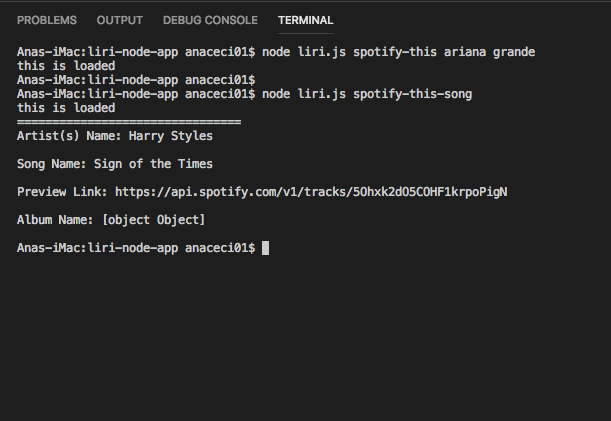 PROBLEMS OUTPUT DEBUG CONSOLE TERMINAL
Anas-iMac:liri-node-app anaceci01$ node liri.js spotify-this ariana grande
this is loaded
Anas-iMac:liri-node-app anaceci01$
Anas-iMac:liri-node-app anaceci01$ node liri.js spotify-this-song
this is loaded
================================
Artist(s) Name: Harry Styles
Song Name: Sign of the Times
Preview Link: https://api.spotify.com/v1/tracks/5Ohxk2dO5COHF1krpoPigN
Album Name: [object Object]
Anas-iMac:liri-node-app anaceci01$